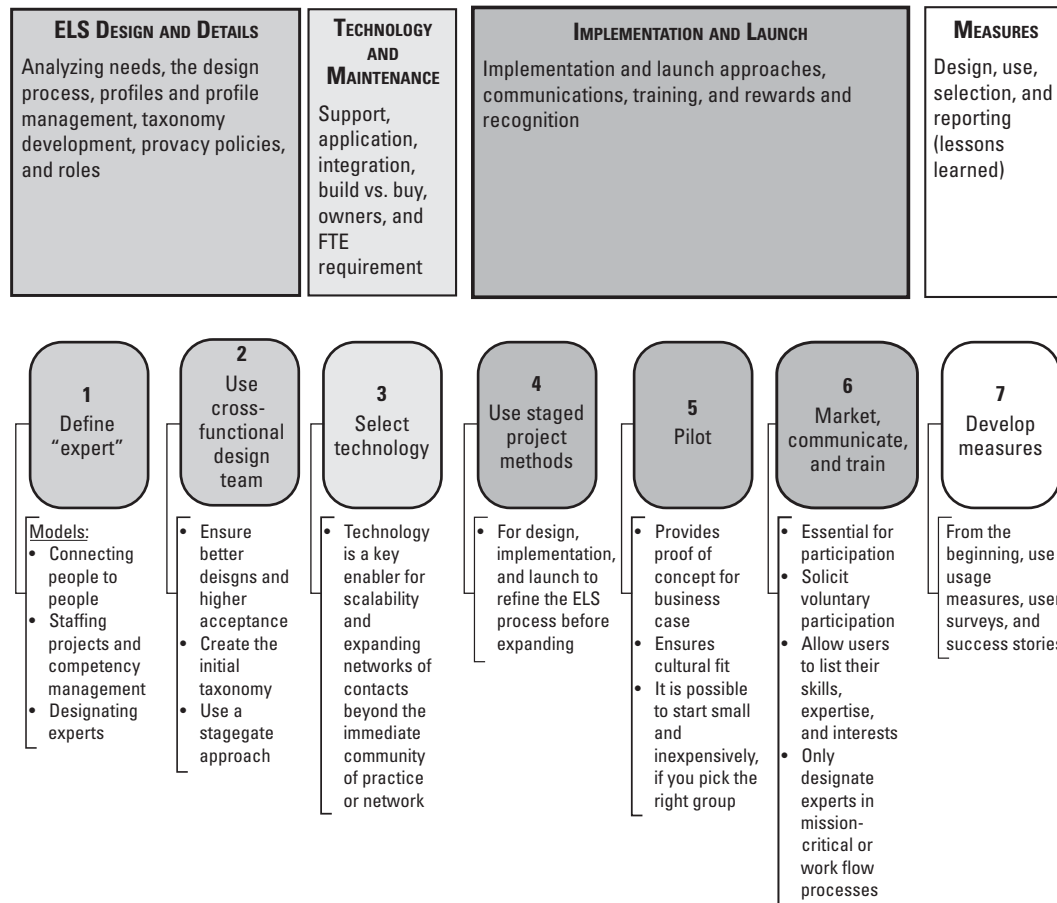 ELS DESIGN AND DETAILS
Analyzing needs, the design
process, profiles and profile
management, taxonomy
development, provacy policies,
and roles
TECHNOLOGY
AND
MAINTENANCE
Support,
application,
integration,
build vs. buy,
owners, and
FTE
requirement
IMPLEMENTATION AND LAUNCH
Implementation and launch approaches,
communications, training, and rewards and
recognition
MEASURES
Design, use,
selection, and
reporting
(lessons
learned)
1
Define
“expert”
Models:
• Connecting
people to
people
• Staffing
projects and
competency
management
• Designating
experts
2
Use
cross-
functional
design
team
• Ensure
better
deisgns and
higher
acceptance
• Create the
initial
taxonomy
• Use a
stagegate
approach
3
Select
technology
• Technology
is a key
enabler for
scalability
and
expanding
networks of
contacts
beyond the
immediate
community
of practice
or network
4
Use staged
project
methods
• For design,
implementation,
and launch to
refine the ELS
process before
expanding
5
Pilot
• Provides
proof of
concept for
business
case
• Ensures
cultural fit
• It is possible
to start small
and
inexpensively,
if you pick the
right group
6
Market,
communicate,
and train
• Essential for
participation
• Solicit
voluntary
participation
• Allow users
to list their
skills,
expertise,
and interests
• Only
designate
experts in
mission-
critical or
work flow
processes
7
Develop
measures
From the
beginning, use
usage
measures, user
surveys, and
success stories